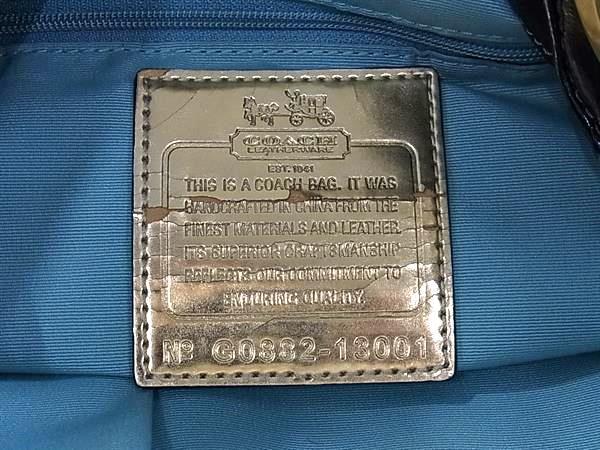 COACH
LEATHERWARE
EST. 1941
THIS IS A COACH BAG. IT WAS
HANDCRAFTED IN CHINA FROM THE
FINEST MATERIALS AND LEATHER.
ITS SUPERIOR CRAFTSMANSHIP
REFLECTS OUR COMMITMENT TO
ENDURING QUALITY.
Nº G0882-13001